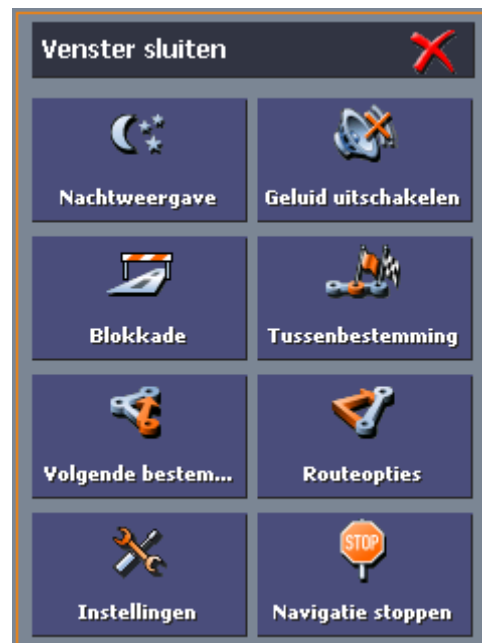 Venster sluiten
Nachtweergave
Geluid uitschakelen
Blokkade
Tussenbestemming
Volgende bestem...
Routeopties
Instellingen
STOP
Navigatie stoppen